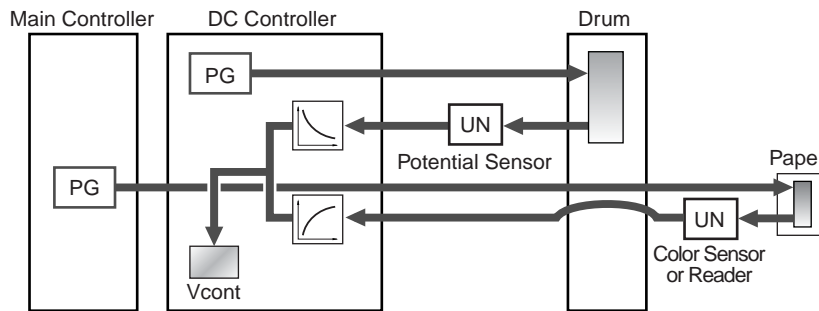 Main Controller
DC Controller
Drum
PG
UN
Potential Sensor
Pape
PG
UN
Color Sensor
or Reader
Vcont